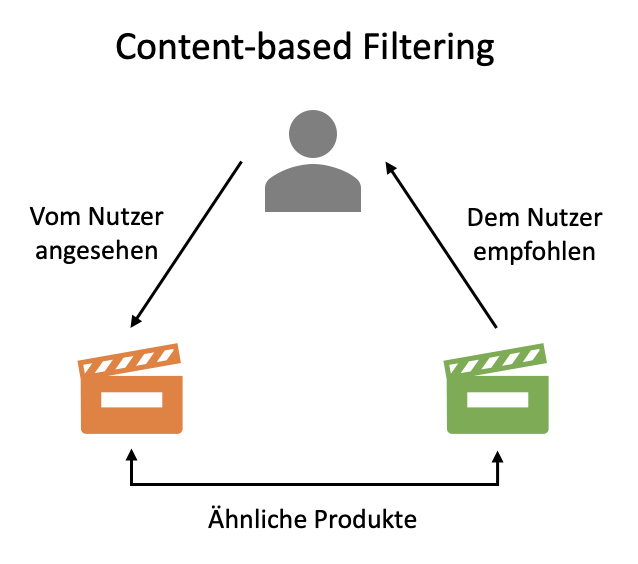 Content-based Filtering
Vom Nutzer
angesehen
Dem Nutzer
empfohlen
Ähnliche Produkte